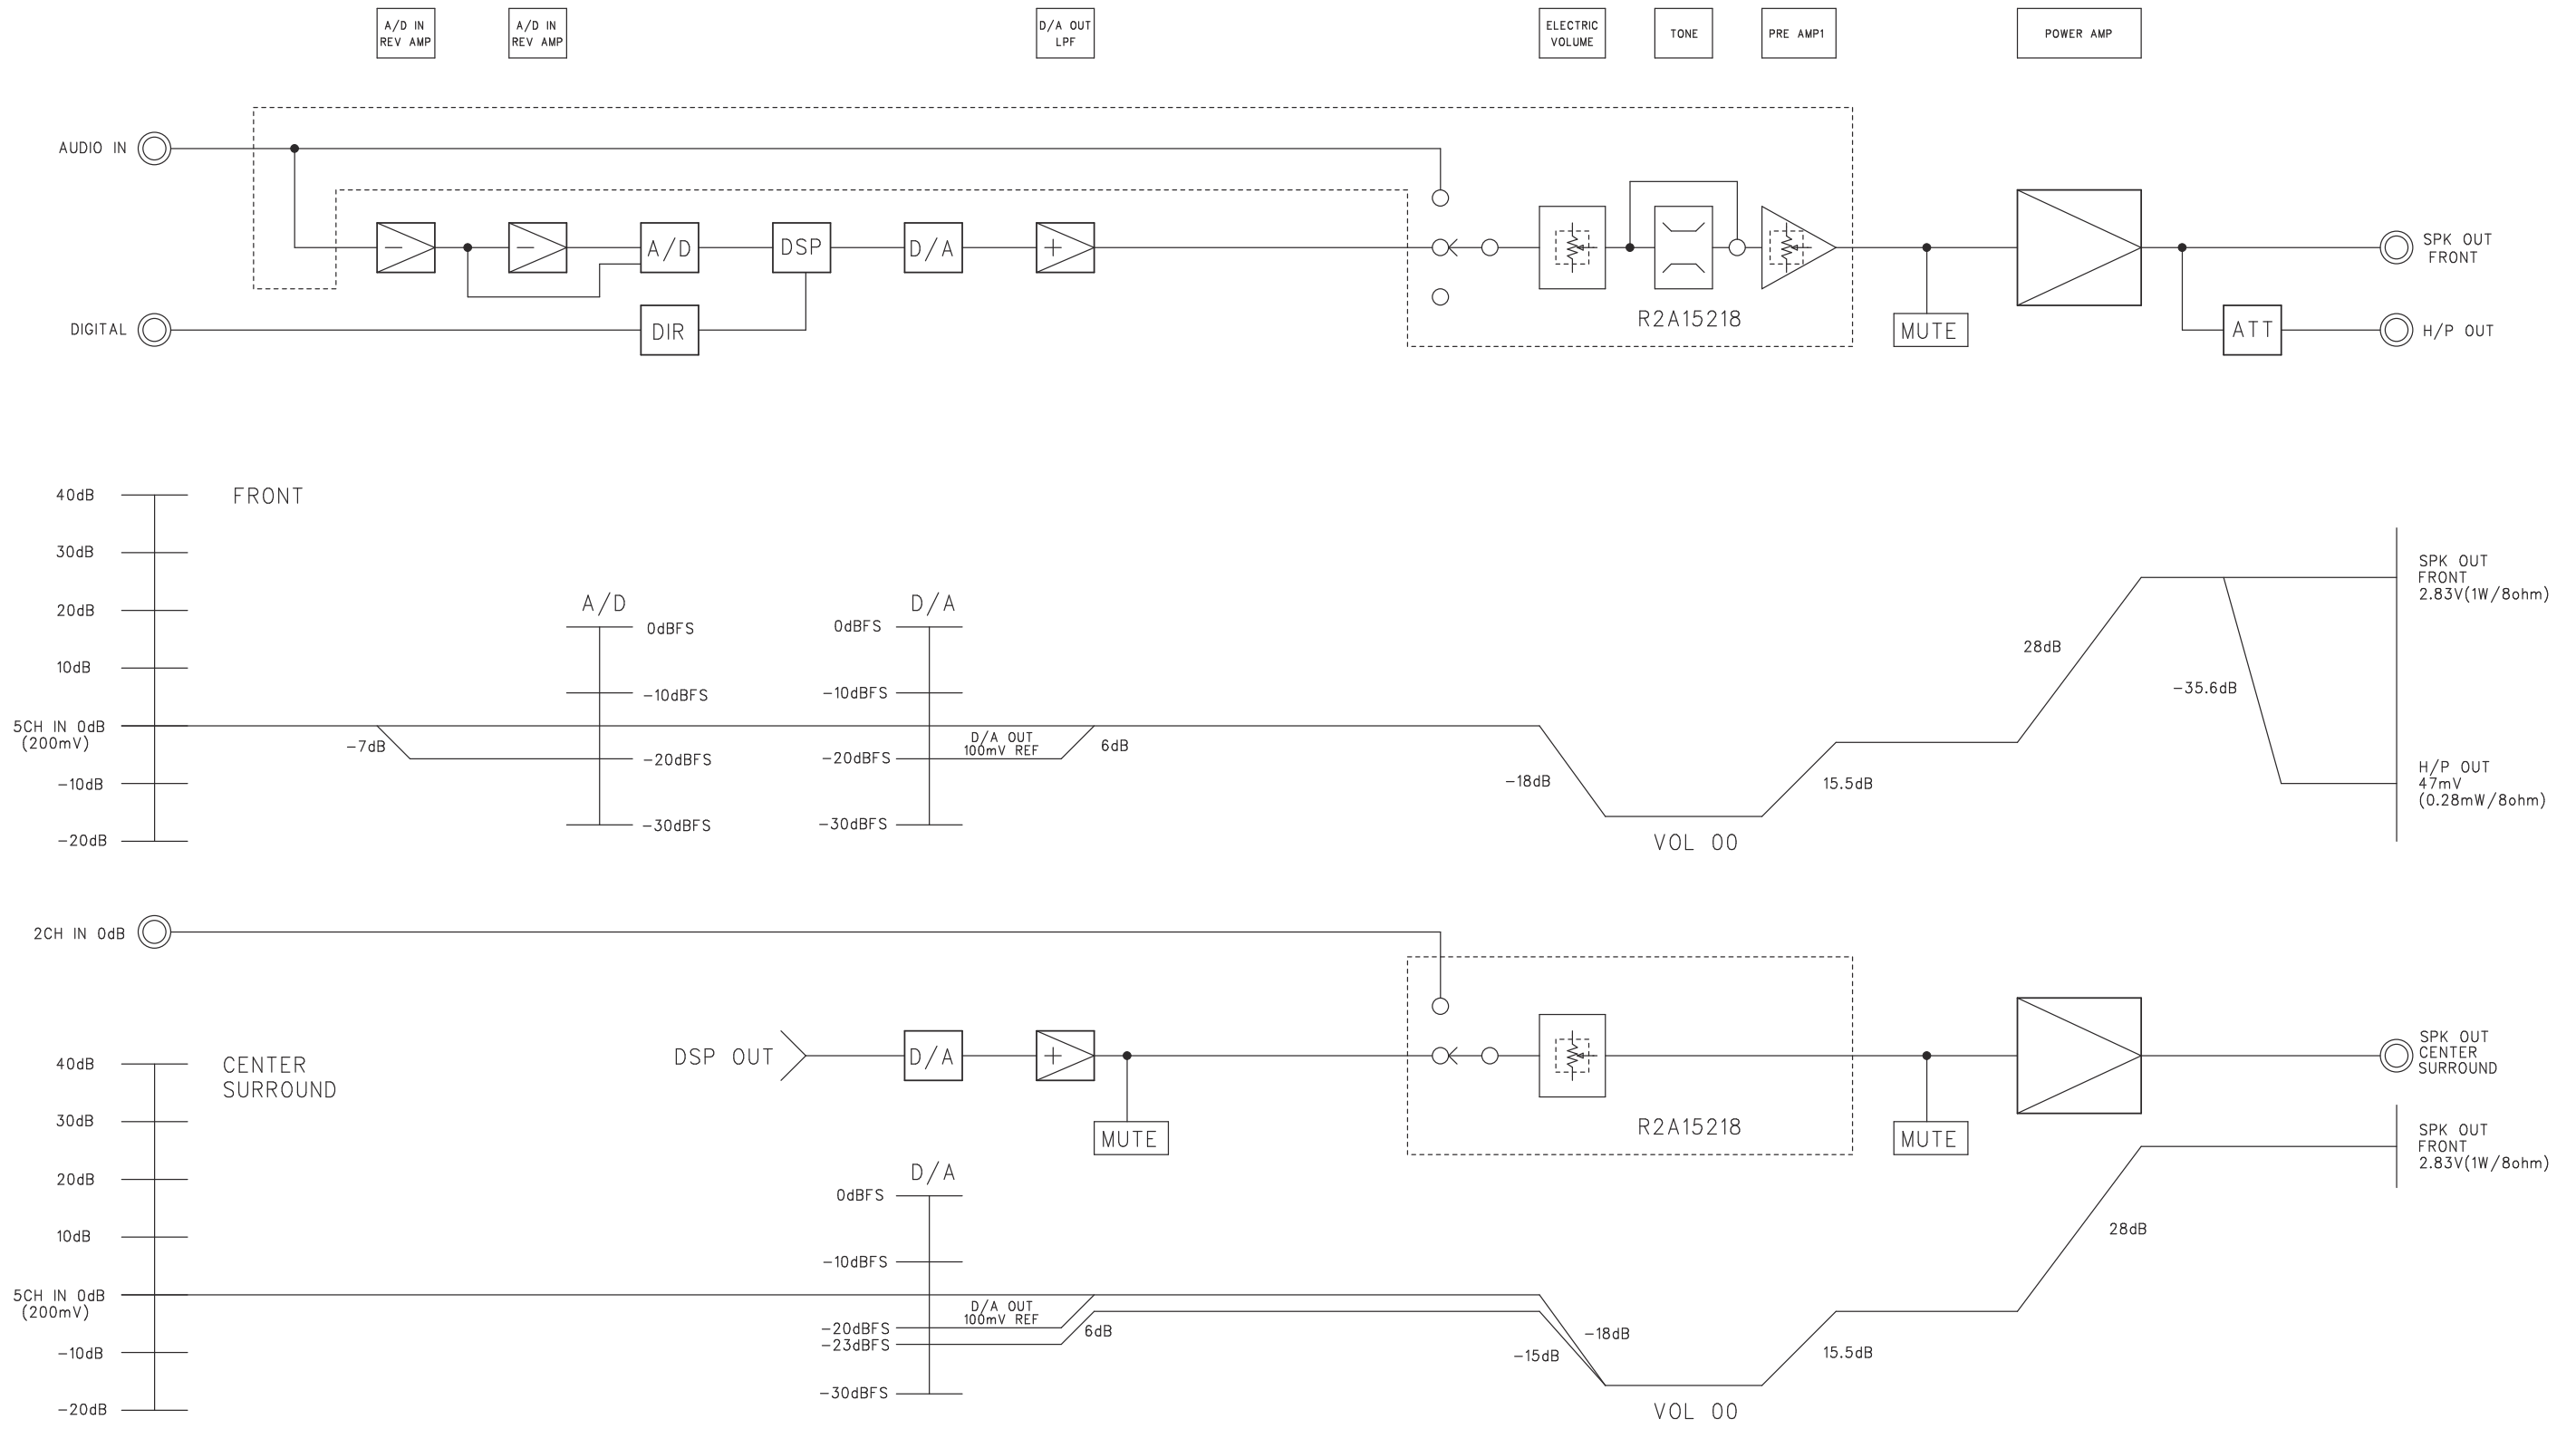 A/D IN
REV AMP
A/D IN
REV AMP
D/A OUT
LPF
ELECTRIC
VOLUME
TONE
PRE AMP1
POWER AMP
AUDIO IN
A/D
DSP
D/A
SPK OUT
FRONT
R2A15218
DIGITAL
DIR
MUTE
ATT
H/P OUT
FRONT
40dB
30dB
20dB
10dB
5CH IN 0dB
(200mV)
−10dB
−20dB
−7dB
A/D
0dBFS
−10dBFS
−20dBFS
−30dBFS
D/A
0dBFS
−10dBFS
−20dBFS
−30dBFS
D/A OUT
100mV REF
6dB
−18dB
VOL 00
15.5dB
28dB
−35.6dB
SPK OUT
FRONT
2.83V(1W/8ohm)
H/P OUT
47mV
(0.28mW/8ohm)
2CH IN 0dB
CENTER
SURROUND
40dB
30dB
20dB
10dB
5CH IN 0dB
(200mV)
−10dB
−20dB
DSP OUT
D/A
MUTE
R2A15218
MUTE
SPK OUT
CENTER
SURROUND
D/A
0dBFS
−10dBFS
−20dBFS
−23dBFS
−30dBFS
D/A OUT
100mV REF
6dB
−18dB
−15dB
VOL 00
15.5dB
28dB
SPK OUT
FRONT
2.83V(1W/8ohm)